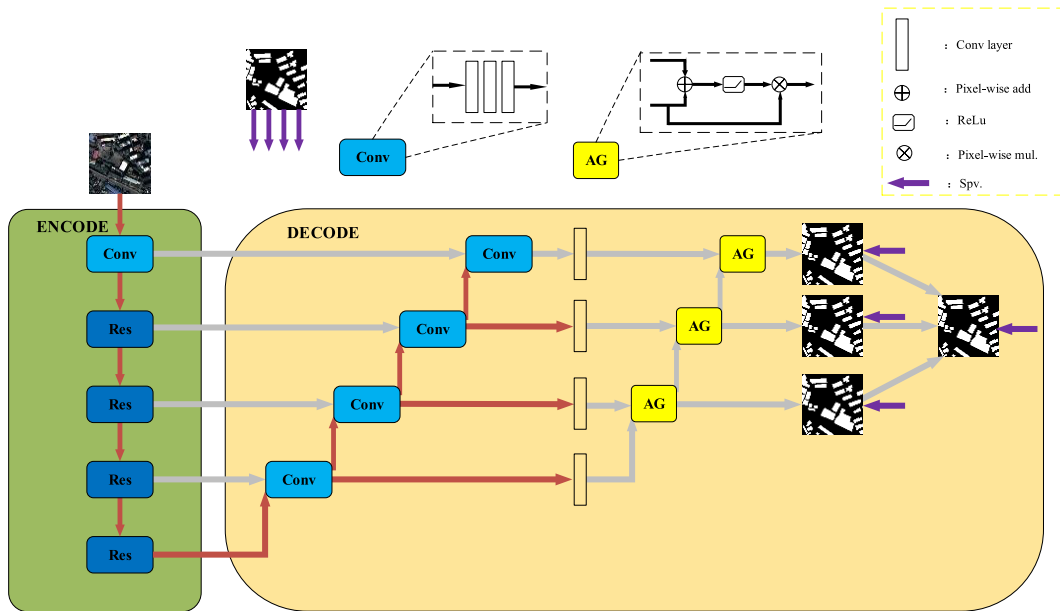 : Conv layer
: Pixel-wise add
: ReLu
: Pixel-wise mul.
: Spv.
Conv
AG
ENCODE
DECODE
Conv
Conv
AG
Res
Conv
AG
Res
Conv
AG
Res
Conv
Res